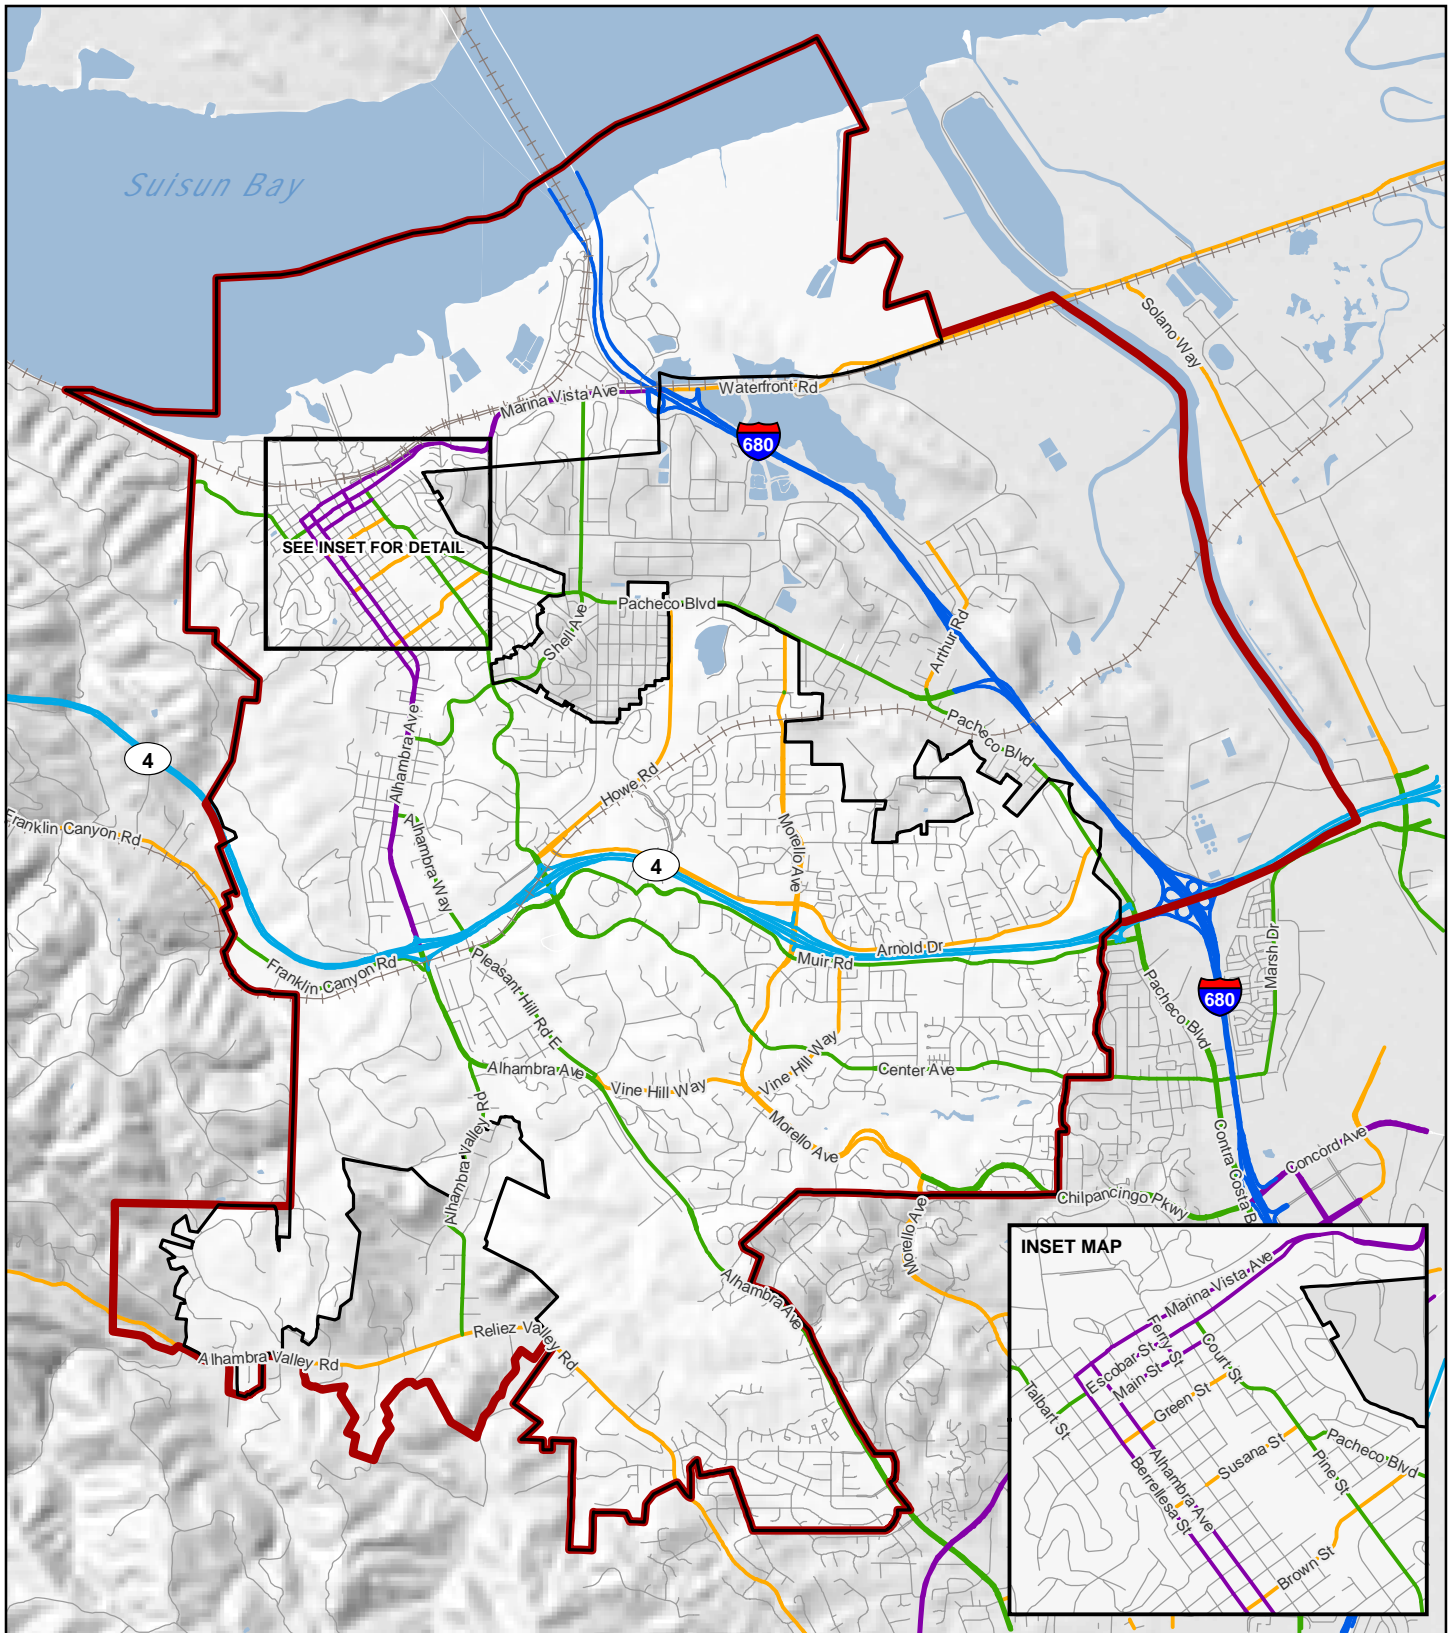 Suisun Bay
Solano Way
Waterfront Rd
Marina Vista Ave
680
SEE INSET FOR DETAIL
Pacheco Blvd
Shell Ave
Arthur Rd
Pacheco Blvd
4
Alhambra Ave
Howe Rd
Franklin Canyon Rd
Alhambra Way
Morello Ave
4
Arnold Dr
Muir Rd
Franklin Canyon Rd
Pleasant Hill Rd E
Marsh Dr
680
Pacheco Blvd
Alhambra Ave
Vine Hill Way
Vine Hill Way
Center Ave
Alhambra Valley Rd
Morello Ave
Contra Costa B
Concord Ave
Chilpancingo Pkwy
Morello Ave
Alhambra Ave
Reliez Valley Rd
Alhambra Valley Rd
INSET MAP
Marina Vista Ave
Ferry St
Escobar St
Main St
Court St
Green St
Talbart St
Susana St
Pacheco Blvd
Pine St
Alhambra Ave
Berrellesa St
Brown St